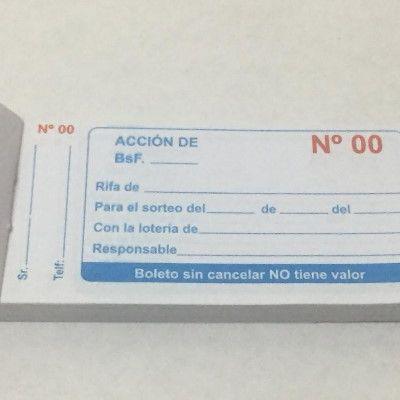 Nº 00
Sr.
Telf:
ACCIÓN DE
Nº 00
BsF.
Rifa de
Para el sorteo del de del
Con la lotería de
Responsable
Boleto sin cancelar NO tiene valor